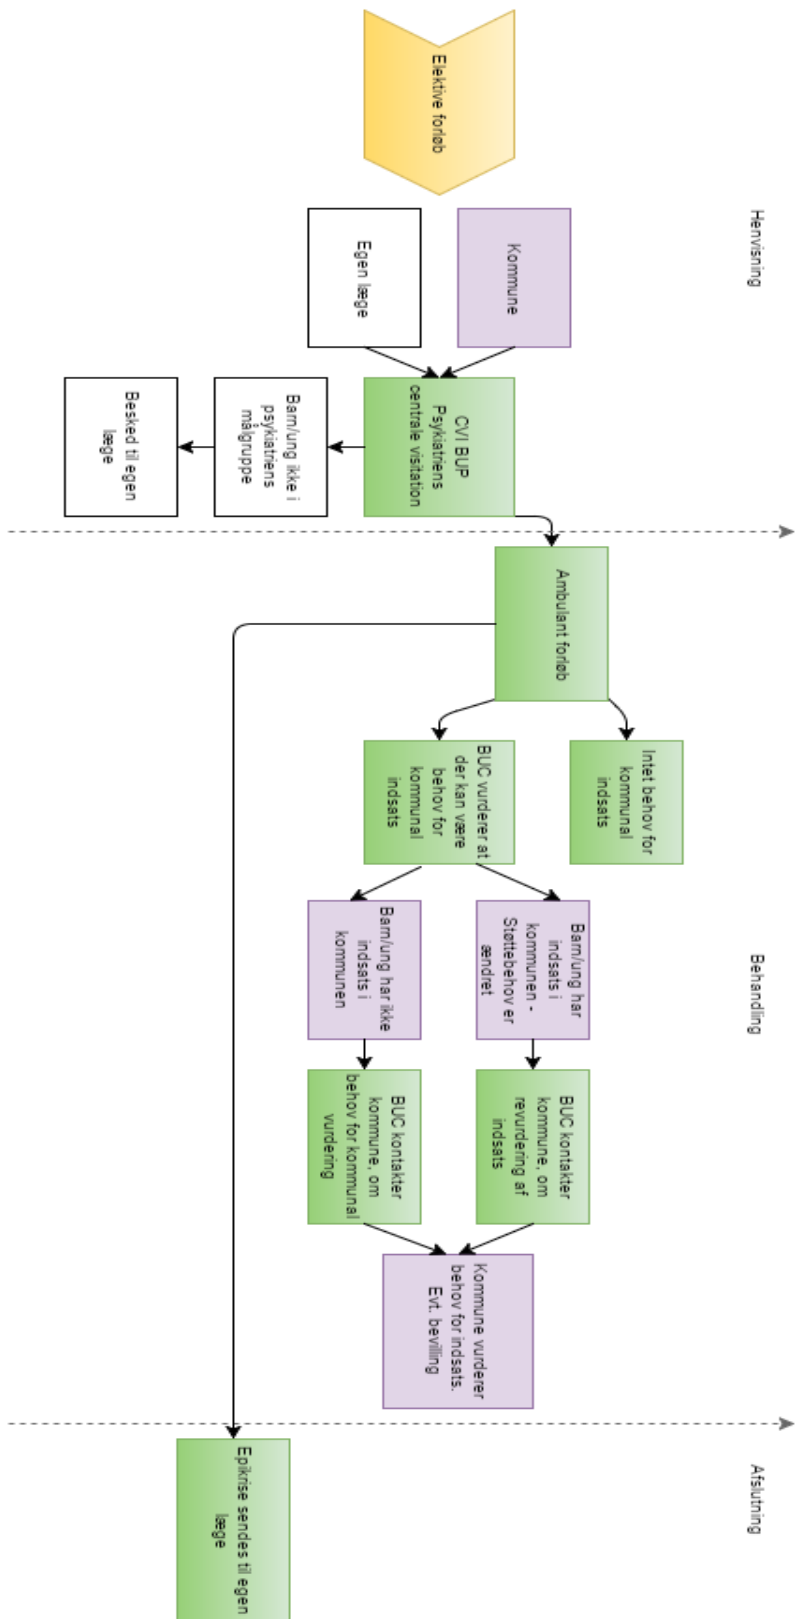 Henvisning
Behandling
Afslutning
Elektive forløb
Kommune
Egen læge
CVI BUP
Psykiatriens
centrale visitation
Barn/ung ikke i
psykiatriens
målgruppe
Besked til egen
læge
Ambulant forløb
Intet behov for
kommunal
indsats
BUC vurderer at
der kan være
behov for
kommunal
indsats
Barn/ung har
indsats i
kommunen -
Støttebehov er
ændret
Barn/ung har ikke
indsats i
kommunen
BUC kontakter
kommune, om
revurdering af
indsats
BUC kontakter
kommune, om
behov for kommunal
vurdering
Kommune vurderer
behov for indsats.
Evt. bevilling
Epikrise sendes til egen
læge